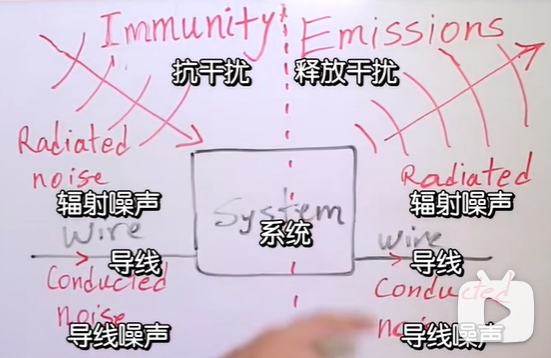 Immunity Emissions
抗干扰 释放干扰
Radiated noise
Radiated
辐射噪声 辐射噪声
System
系统
wire wire
导线 导线
Conducted noise
Conducted
导线噪声 导线噪声